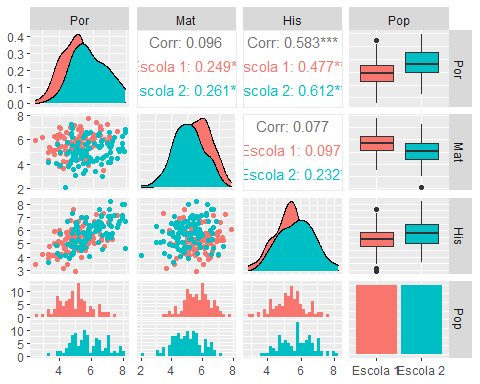 Por Mat His Pop
0.4
0.3
0.2
0.1
0.0
Corr: 0.096
Escola 1: 0.249*
Escola 2: 0.261*
Corr: 0.583***
Escola 1: 0.477**
Escola 2: 0.612**
Por
8
6
4
2
Corr: 0.077
Escola 1: 0.097
Escola 2: 0.232*
Mat
8
7
6
5
4
3
His
10
5
0
10
5
0
Pop
4 6 8 2 4 6 8 4 6 8 Escola 1 Escola 2